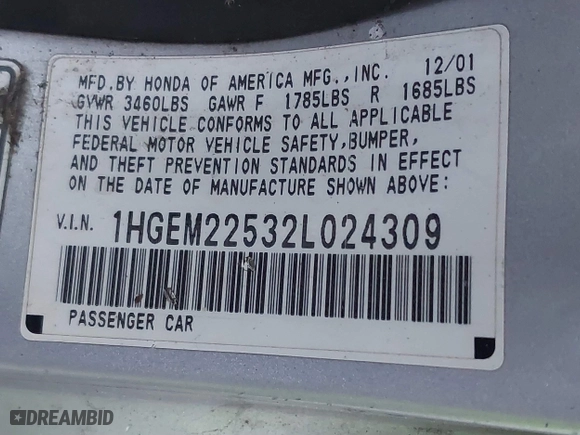 MFD.BY HONDA OF AMERICA MFG.,INC. 12/01
GVWR 3460LBS GAWR F 1785LBS R 1685LBS
THIS VEHICLE CONFORMS TO ALL APPLICABLE
FEDERAL MOTOR VEHICLE SAFETY,BUMPER,
AND THEFT PREVENTION STANDARDS IN EFFECT
ON THE DATE OF MANUFACTURE SHOWN ABOVE:
V.I.N. 1HGEM22532L024309
PASSENGER CAR
DREAMBID